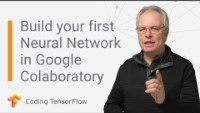 Build your first
Neural Network
in Google
Colaboratory
Coding TensorFlow